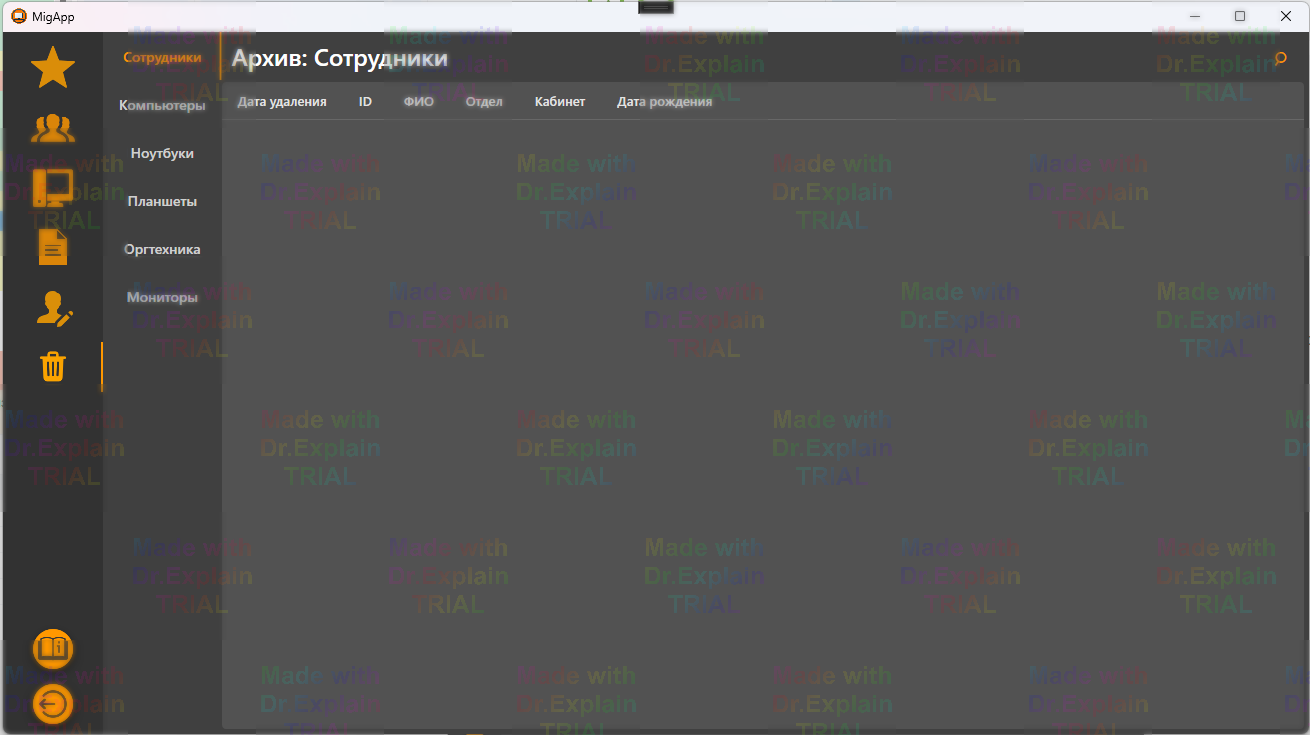 MigApp
Сотрудники
Компьютеры
Ноутбуки
Планшеты
Оргтехника
Мониторы
Архив: Сотрудники
Дата удаления ID ФИО Отдел Кабинет Дата рождения
Made with
Dr.Explain
TRIAL